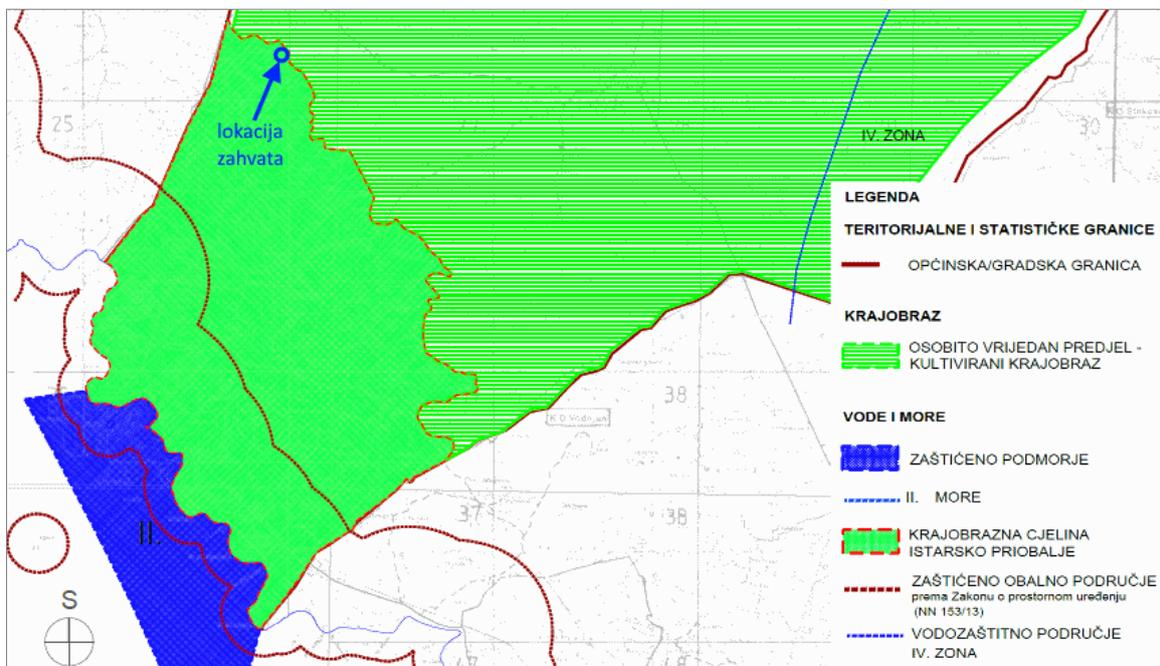 25
lokacija
zahvata
IV. ZONA
30
LEGENDA
TERITORIJALNE I STATISTIČKE GRANICE
OPĆINSKA/GRADSKA GRANICA
KRAJOBRAZ
OSOBITO VRIJEDAN PREDJEL -
KULTIVIRANI KRAJOBRAZ
VODE I MORE
ZAŠTIĆENO PODMORJE
II. MORE
KRAJOBRAZNA CJELINA
ISTARSKO PRIOBALJE
ZAŠTIĆENO OBALNO PODRUČJE
prema Zakonu o prostornom uređenju
(NN 153/13)
VODOZAŠTITNO PODRUČJE
IV. ZONA
38
K.O. Vodnjan
37
38
II.
S